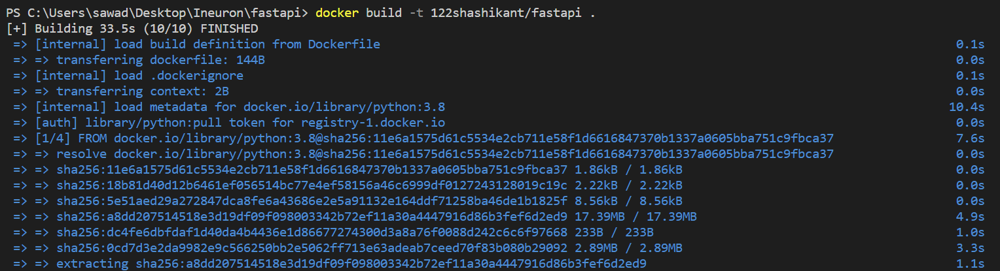 PS C:\Users\sawad\Desktop\Ineuron\fastapi> docker build -t 122shashikant/fastapi .
[+] Building 33.5s (10/10) FINISHED
=> [internal] load build definition from Dockerfile 0.1s
=> => transferring dockerfile: 144B 0.0s
=> [internal] load .dockerignore 0.1s
=> => transferring context: 2B 0.0s
=> [internal] load metadata for docker.io/library/python:3.8 10.4s
=> [auth] library/python:pull token for registry-1.docker.io 0.0s
=> [1/4] FROM docker.io/library/python:3.8@sha256:11e6a1575d61c5534e2cb711e58f1d6616847370b1337a0605bba751c9fbca37 7.6s
=> => resolve docker.io/library/python:3.8@sha256:11e6a1575d61c5534e2cb711e58f1d6616847370b1337a0605bba751c9fbca37 0.0s
=> => sha256:11e6a1575d61c5534e2cb711e58f1d6616847370b1337a0605bba751c9fbca37 1.86kB / 1.86kB 0.0s
=> => sha256:18b81d40d12b6461ef056514bc77e4ef58156a46c6999df0127243128019c19c 2.22kB / 2.22kB 0.0s
=> => sha256:5e51aed29a272847dca8fe6a43686e2e5a91132e164ddf71258ba46de1b1825f 8.56kB / 8.56kB 0.0s
=> => sha256:a8dd207514518e3d19df09f098003342b72ef11a30a4447916d86b3fef6d2ed9 17.39MB / 17.39MB 4.9s
=> => sha256:dc4fe6dbfdaf1d40da4b4436e1d86677274300d3a8a76f0088d242c6c6f97668 233B / 233B 1.0s
=> => sha256:0cd7d3e2da9982e9c566250bb2e5062ff713e63adeab7ceed70f83b080b29092 2.89MB / 2.89MB 3.3s
=> => extracting sha256:a8dd207514518e3d19df09f098003342b72ef11a30a4447916d86b3fef6d2ed9 1.1s